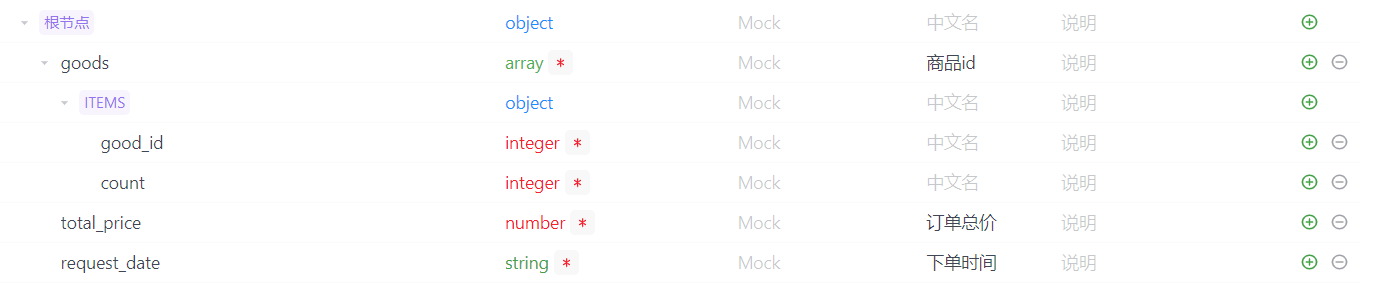 根节点 object Mock 中文名 说明
goods array * Mock 商品id 说明
ITEMS object Mock 中文名 说明
good_id integer * Mock 中文名 说明
count integer * Mock 中文名 说明
total_price number * Mock 订单总价 说明
request_date string * Mock 下单时间 说明